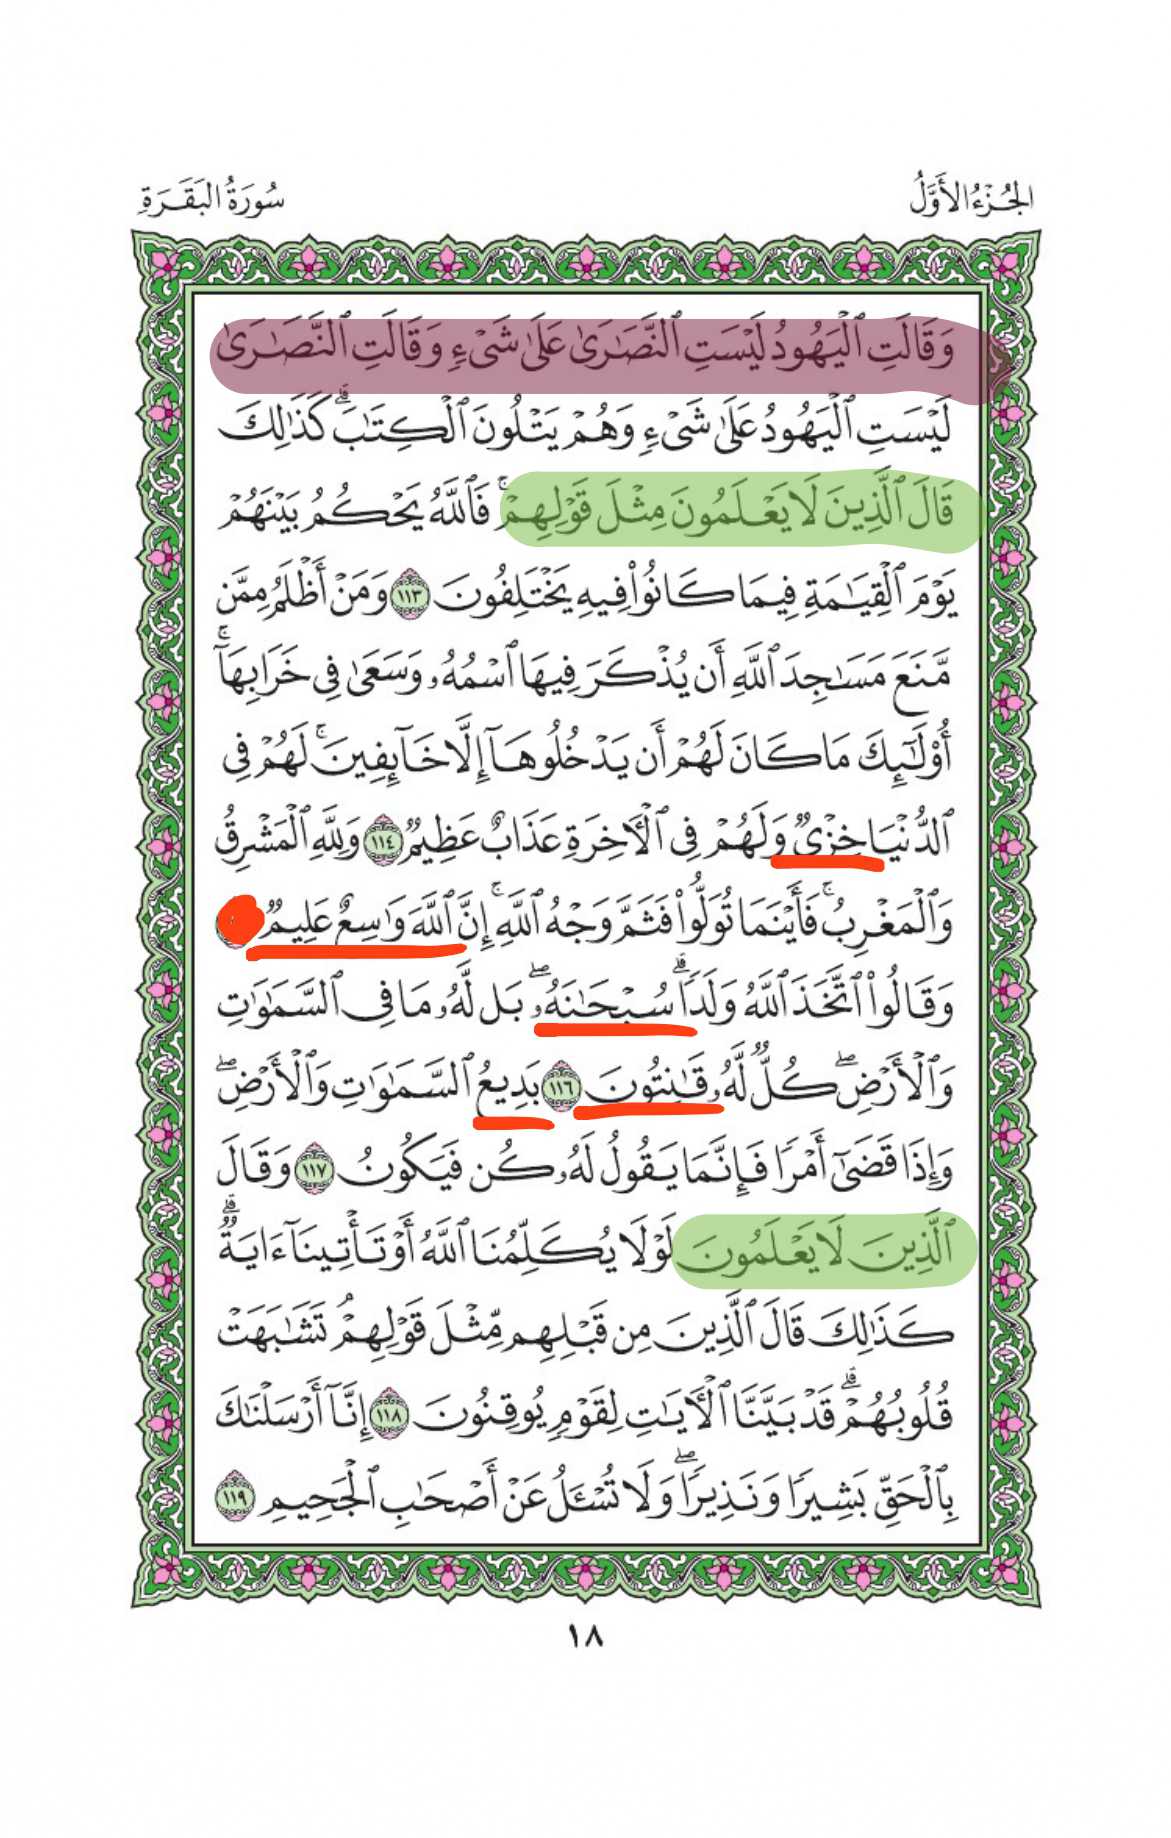 الجُزْءُ الأَوَّلُ
سُورَةُ البَقَرَةِ
وَقَالَتِ ٱلْيَهُودُ لَيْسَتِ ٱلنَّصَٰرَىٰ عَلَىٰ شَىْءٍ وَقَالَتِ ٱلنَّصَٰرَىٰ
لَيْسَتِ ٱلْيَهُودُ عَلَىٰ شَىْءٍ وَهُمْ يَتْلُونَ ٱلْكِتَٰبَ ۗ كَذَٰلِكَ
قَالَ ٱلَّذِينَ لَا يَعْلَمُونَ مِثْلَ قَوْلِهِمْ ۚ فَٱللَّهُ يَحْكُمُ بَيْنَهُمْ
يَوْمَ ٱلْقِيَٰمَةِ فِيمَا كَانُوا۟ فِيهِ يَخْتَلِفُونَ ١١٣ وَمَنْ أَظْلَمُ مِمَّن
مَّنَعَ مَسَٰجِدَ ٱللَّهِ أَن يُذْكَرَ فِيهَا ٱسْمُهُۥ وَسَعَىٰ فِى خَرَابِهَآ ۚ
أُو۟لَٰٓئِكَ مَا كَانَ لَهُمْ أَن يَدْخُلُوهَآ إِلَّا خَآئِفِينَ ۚ لَهُمْ فِى
ٱلدُّنْيَا خِزْىٌ وَلَهُمْ فِى ٱلْءَاخِرَةِ عَذَابٌ عَظِيمٌ ١١٤ وَلِلَّهِ ٱلْمَشْرِقُ
وَٱلْمَغْرِبُ ۚ فَأَيْنَمَا تُوَلُّوا۟ فَثَمَّ وَجْهُ ٱللَّهِ ۚ إِنَّ ٱللَّهَ وَٰسِعٌ عَلِيمٌ
وَقَالُوا۟ ٱتَّخَذَ ٱللَّهُ وَلَدًا ۗ سُبْحَٰنَهُۥ ۖ بَل لَّهُۥ مَا فِى ٱلسَّمَٰوَٰتِ
وَٱلْأَرْضِ ۖ كُلٌّ لَّهُۥ قَٰنِتُونَ ١١٦ بَدِيعُ ٱلسَّمَٰوَٰتِ وَٱلْأَرْضِ ۖ
وَإِذَا قَضَىٰٓ أَمْرًا فَإِنَّمَا يَقُولُ لَهُۥ كُن فَيَكُونُ ١١٧ وَقَالَ
ٱلَّذِينَ لَا يَعْلَمُونَ لَوْلَا يُكَلِّمُنَا ٱللَّهُ أَوْ تَأْتِينَآ ءَايَةٌ ۗ
كَذَٰلِكَ قَالَ ٱلَّذِينَ مِن قَبْلِهِم مِّثْلَ قَوْلِهِمْ ۘ تَشَٰبَهَتْ
قُلُوبُهُمْ ۗ قَدْ بَيَّنَّا ٱلْءَايَٰتِ لِقَوْمٍ يُوقِنُونَ ١١٨ إِنَّآ أَرْسَلْنَٰكَ
بِٱلْحَقِّ بَشِيرًا وَنَذِيرًا ۖ وَلَا تُسْـَٔلُ عَنْ أَصْحَٰبِ ٱلْجَحِيمِ ١١٩
١٨